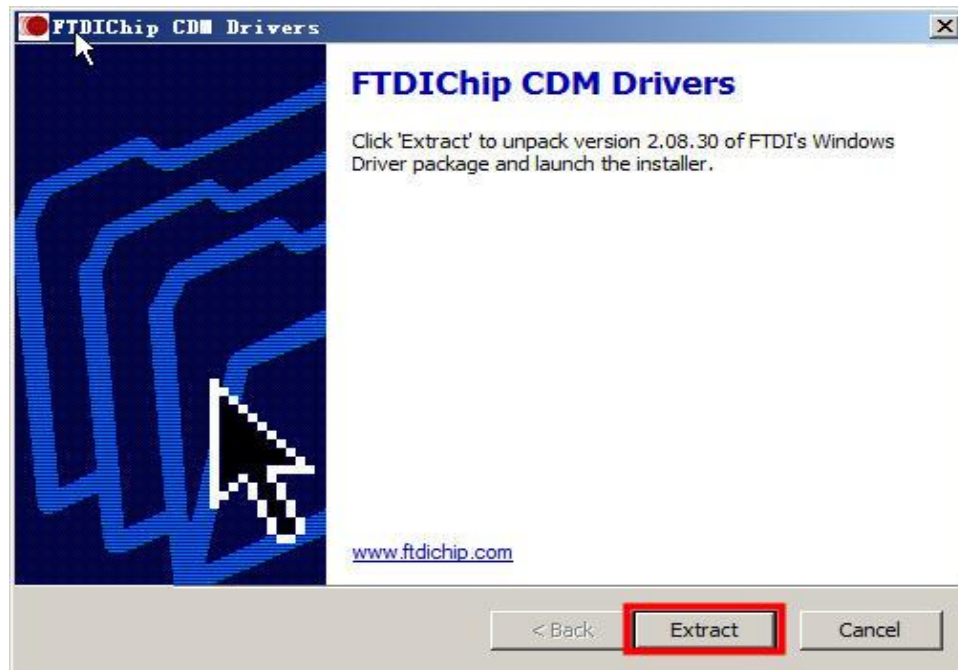 FTDIChip CDM Drivers
FTDIChip CDM Drivers
Click 'Extract' to unpack version 2.08.30 of FTDI's Windows
Driver package and launch the installer.
www.ftdichip.com
< Back
Extract
Cancel